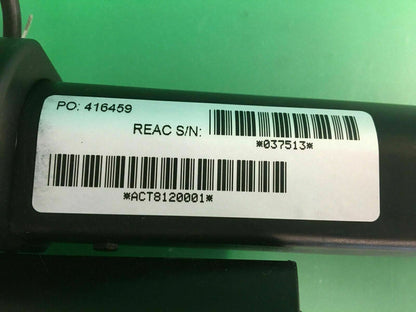 PO: 416459
REAC S/N:
*037513*
*ACT8120001*